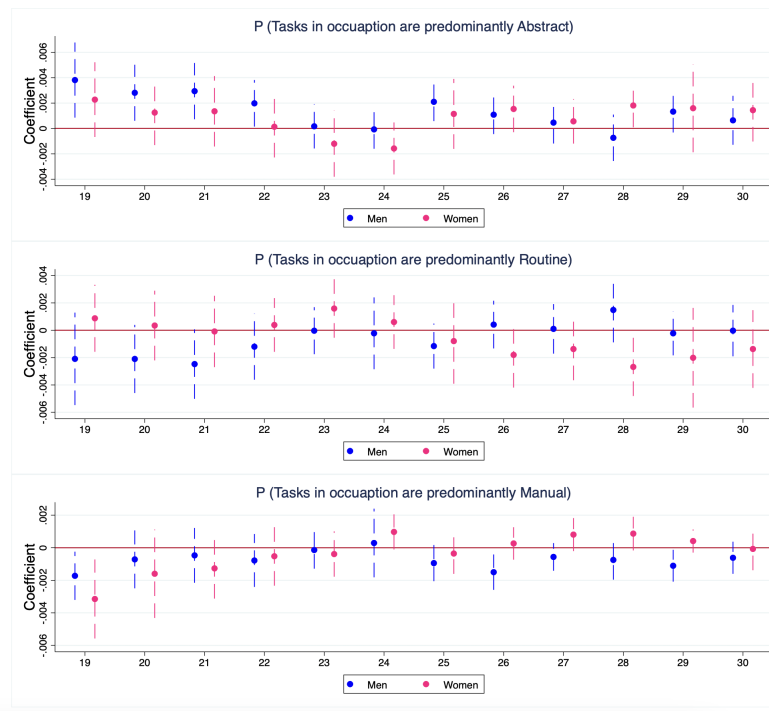 P (Tasks in occuaption are predominantly Abstract)
Coefficient
.006
.004
.002
0
-.002
-.004
19 20 21 22 23 24 25 26 27 28 29 30
Men Women
P (Tasks in occuaption are predominantly Routine)
Coefficient
.004
.002
0
-.002
-.004
-.006
19 20 21 22 23 24 25 26 27 28 29 30
Men Women
P (Tasks in occuaption are predominantly Manual)
Coefficient
.002
0
-.002
-.004
-.006
19 20 21 22 23 24 25 26 27 28 29 30
Men Women